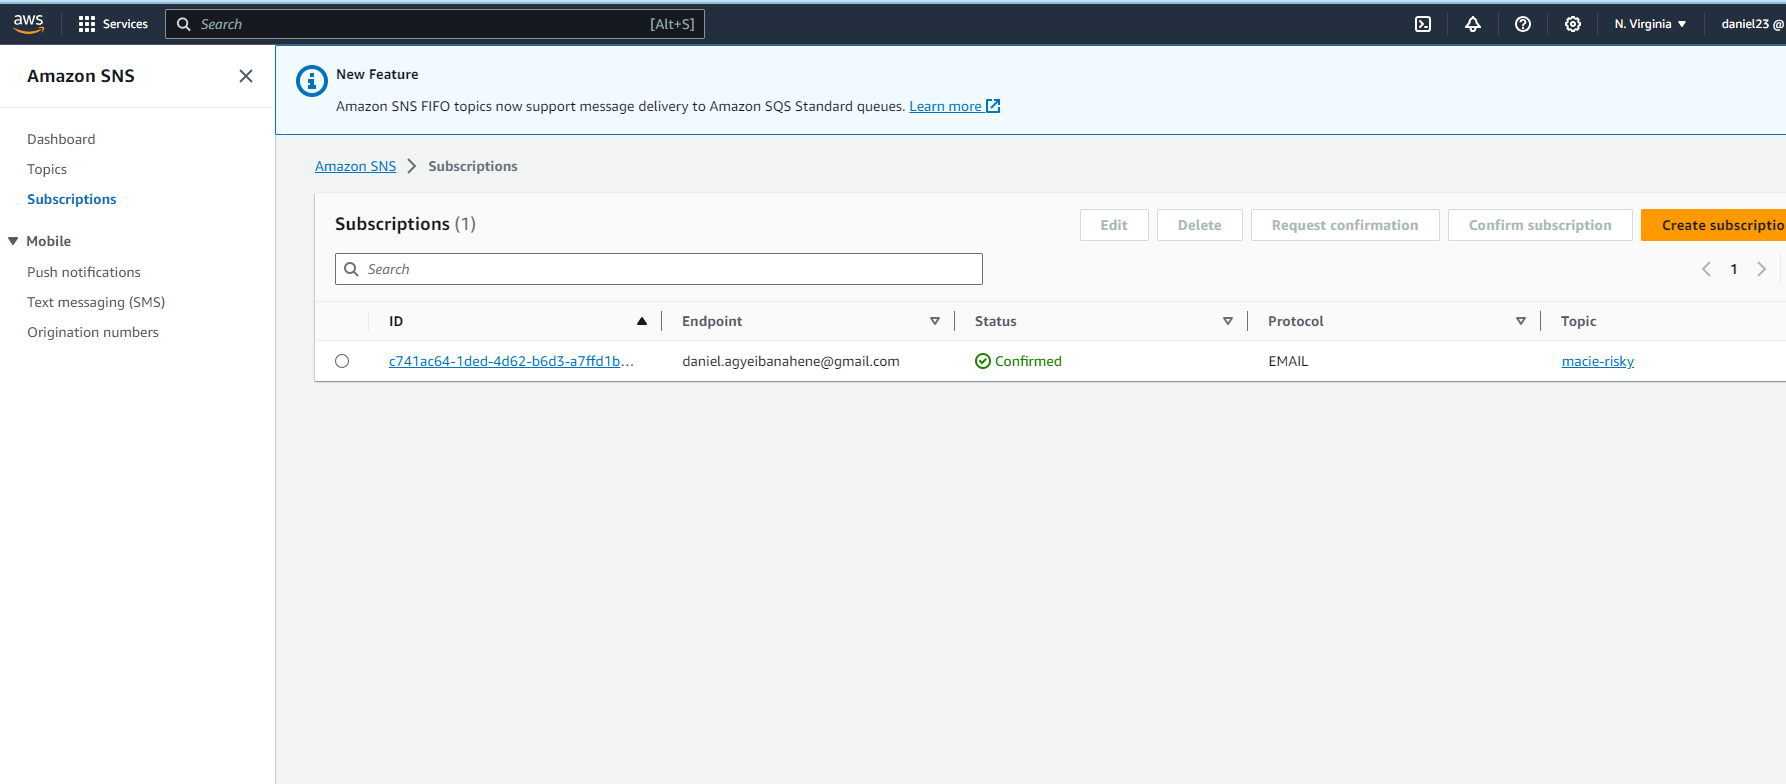 aws Services Search [Alt+S] N. Virginia daniel23 @
Amazon SNS
Dashboard
Topics
Subscriptions
Mobile
Push notifications
Text messaging (SMS)
Origination numbers
New Feature
Amazon SNS FIFO topics now support message delivery to Amazon SQS Standard queues. Learn more
Amazon SNS Subscriptions
Subscriptions (1) Edit Delete Request confirmation Confirm subscription Create subscriptio
Search 1
ID Endpoint Status Protocol Topic
c741ac64-1ded-4d62-b6d3-a7ffd1b... daniel.agyeibanahene@gmail.com Confirmed EMAIL macie-risky